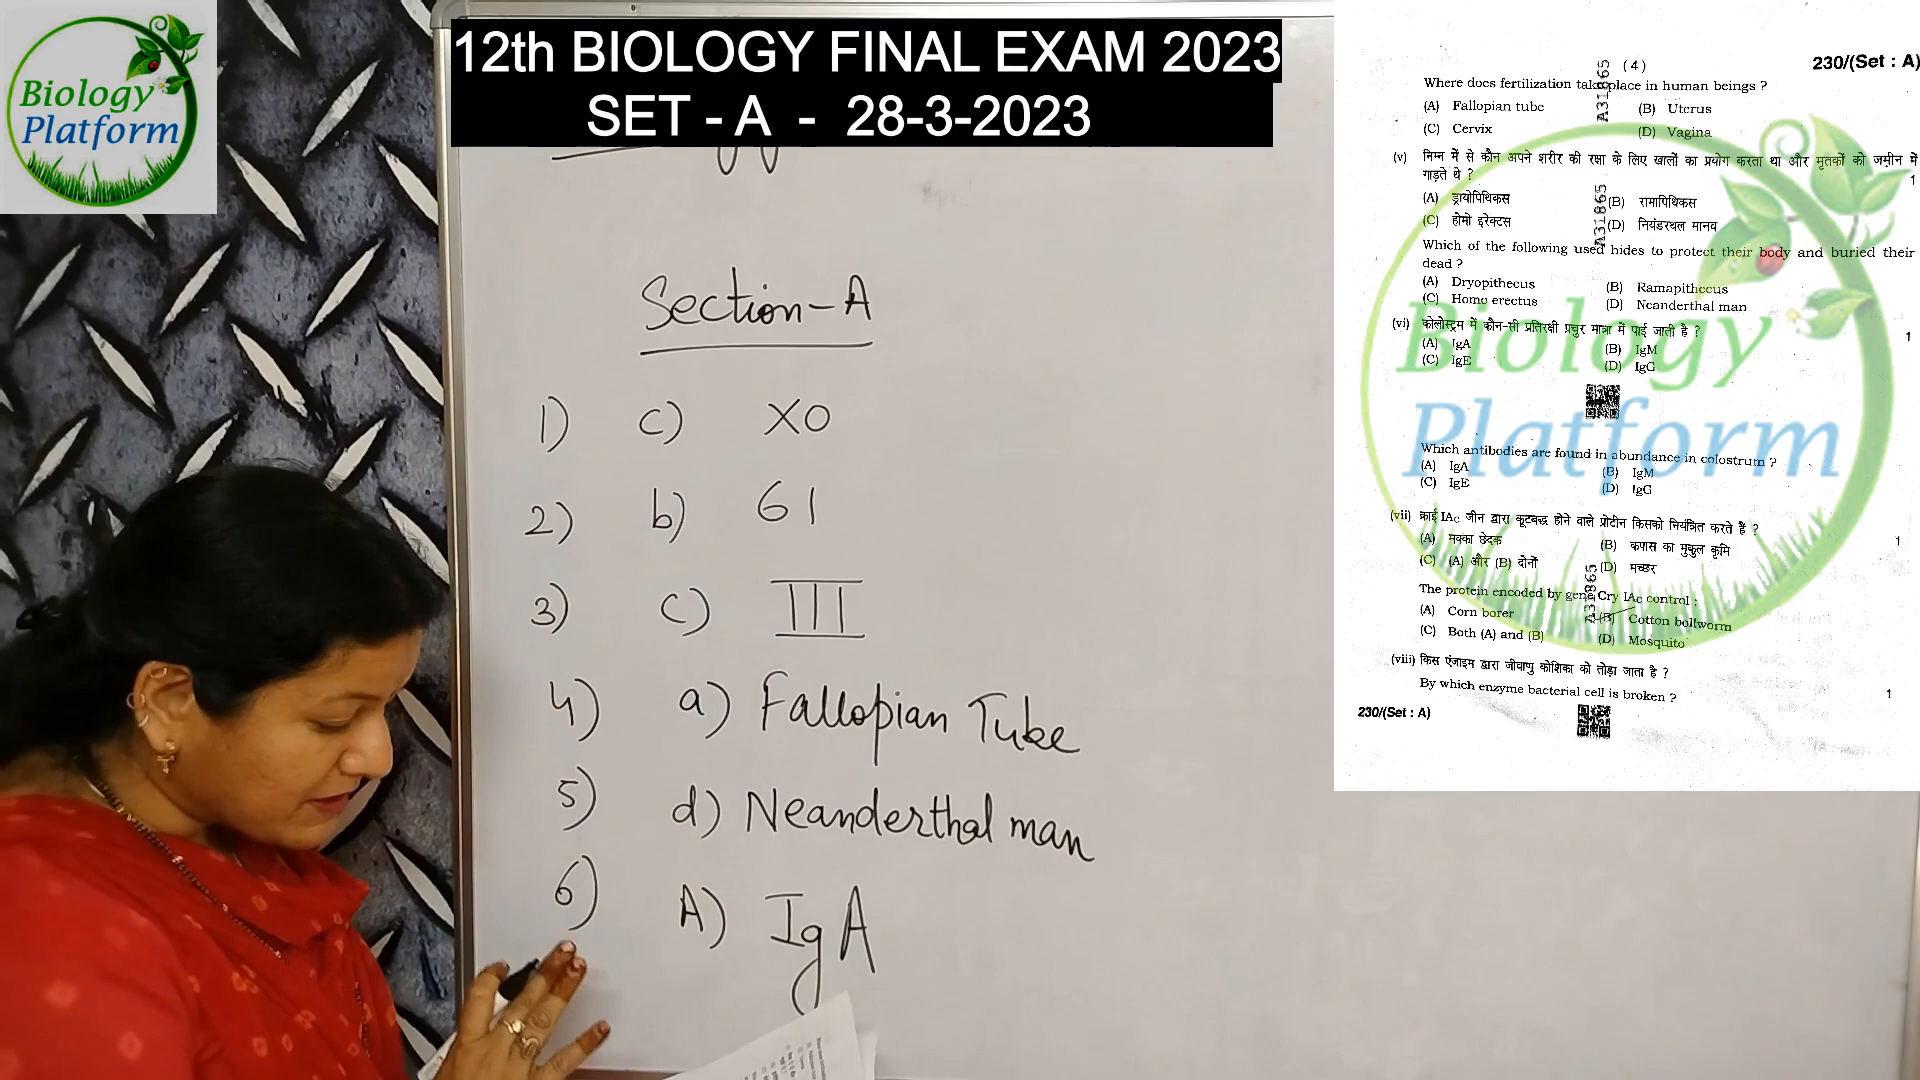 Biology
Platform
12th BIOLOGY FINAL EXAM 2023
SET - A - 28-3-2023
Section-A
1) c) XO
2) b) 61
3) c) III
4) a) Fallopian Tube
5) d) Neanderthal man
6) A) IgA
( 4 ) 230/(Set : A)
A31865
Where does fertilization take place in human beings ?
(A) Fallopian tube (B) Uterus
(C) Cervix (D) Vagina
(v) निम्न में से कौन अपने शरीर की रक्षा के लिए खालों का प्रयोग करता था और मृतकों को जमीन में
गाड़ते थे ? 1
(A) ड्रायोपिथिकस (B) रामापिथिकस
(C) होमो इरेक्टस (D) नियंडरथल मानव
A31865
Which of the following used hides to protect their body and buried their
dead ?
(A) Dryopithecus (B) Ramapithecus
(C) Homo erectus (D) Neanderthal man
(vi) कोलोस्ट्रम में कौन-सी प्रतिरक्षी प्रचुर मात्रा में पाई जाती है ? 1
(A) IgA (B) IgM
(C) IgE (D) IgG
Biology
Platform
Which antibodies are found in abundance in colostrum ?
(A) IgA (B) IgM
(C) IgE (D) IgG
(vii) क्राई IAc जीन द्वारा कूटबद्ध होने वाले प्रोटीन किसको नियंत्रित करते हैं ? 1
(A) मक्का छेदक (B) कपास का मुकुल कृमि
(C) (A) और (B) दोनों (D) मच्छर
A31865
The protein encoded by gene Cry IAc control :
(A) Corn borer (B) Cotton bollworm
(C) Both (A) and (B) (D) Mosquito
(viii) किस एंजाइम द्वारा जीवाणु कोशिका को तोड़ा जाता है ?
By which enzyme bacterial cell is broken ? 1
230/(Set : A)